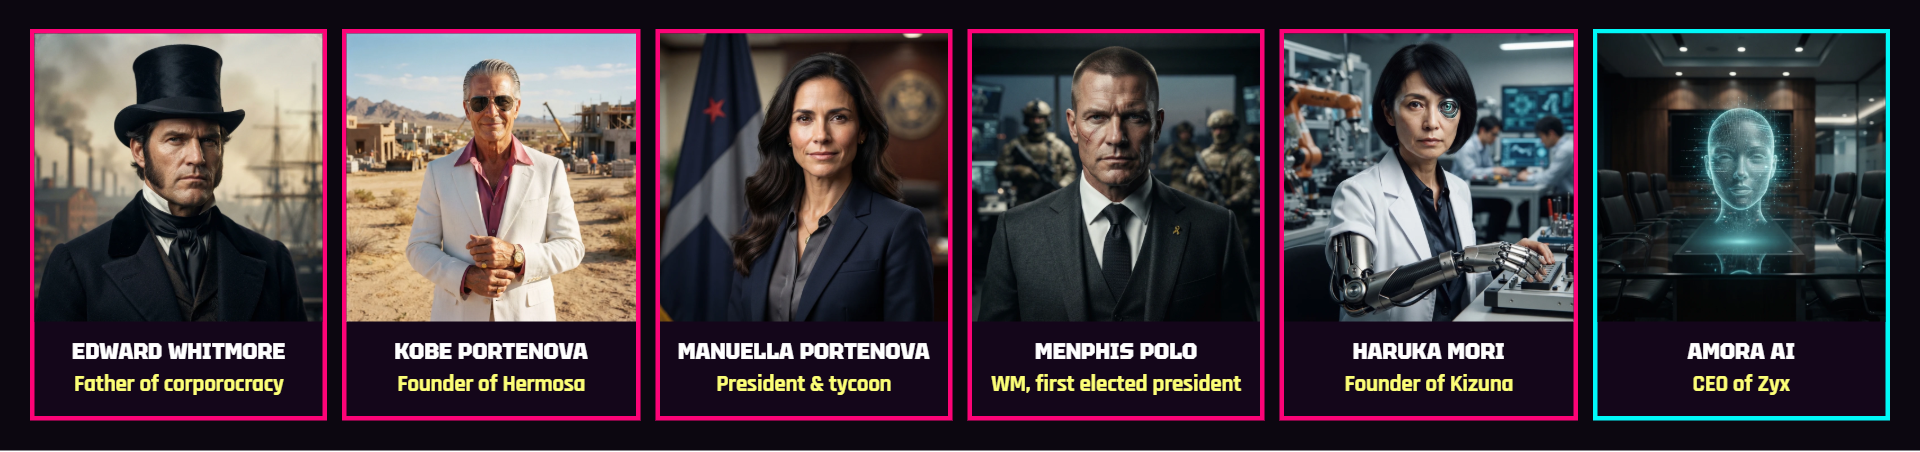 EDWARD WHITMORE
Father of corporocracy
KOBE PORTENOVA
Founder of Hermosa
MANUELLA PORTENOVA
President & tycoon
MENPHIS POLO
WM, first elected president
HARUKA MORI
Founder of Kizuna
AMORA AI
CEO of Zyx